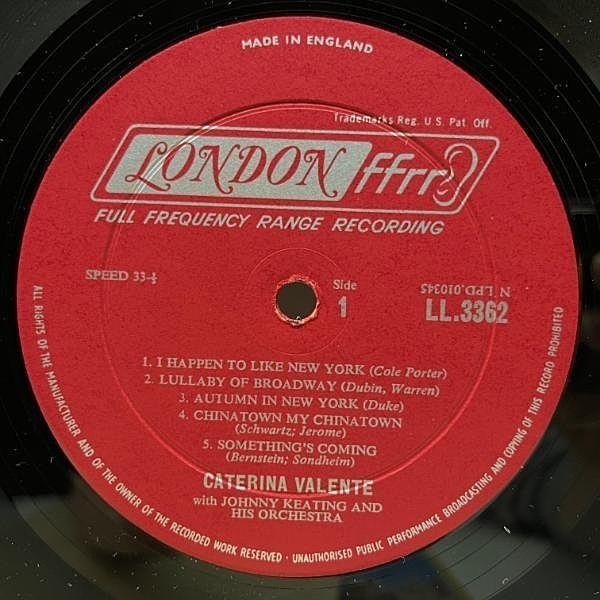 MADE IN ENGLAND
Trademarks Reg. U.S. Pat. Off.
LONDON ffrr
FULL FREQUENCY RANGE RECORDING
SPEED 33⅓
Side
1
N LPD.010345
LL.3362
1. I HAPPEN TO LIKE NEW YORK (Cole Porter)
2. LULLABY OF BROADWAY (Dubin, Warren)
3. AUTUMN IN NEW YORK (Duke)
4. CHINATOWN MY CHINATOWN
(Schwartz; Jerome)
5. SOMETHING'S COMING
(Bernstein; Sondheim)
CATERINA VALENTE
with JOHNNY KEATING AND
HIS ORCHESTRA
ALL RIGHTS OF THE MANUFACTURER AND OF THE OWNER OF THE RECORDED WORK RESERVED · UNAUTHORISED PUBLIC PERFORMANCE BROADCASTING AND COPYING OF THIS RECORD PROHIBITED